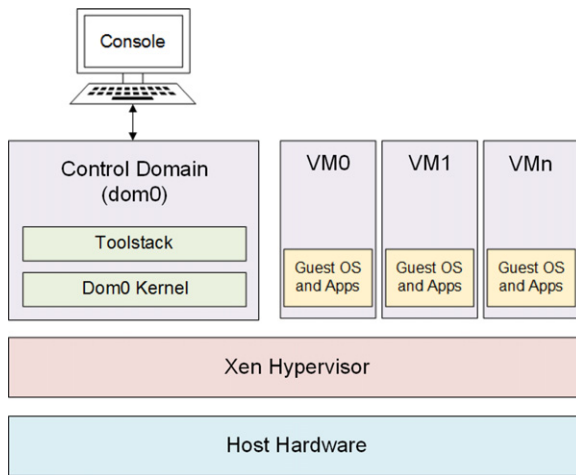 Console
Control Domain
(dom0)
Toolstack
Dom0 Kernel
VM0
VM1
VMn
Guest OS
and Apps
Guest OS
and Apps
Guest OS
and Apps
Xen Hypervisor
Host Hardware